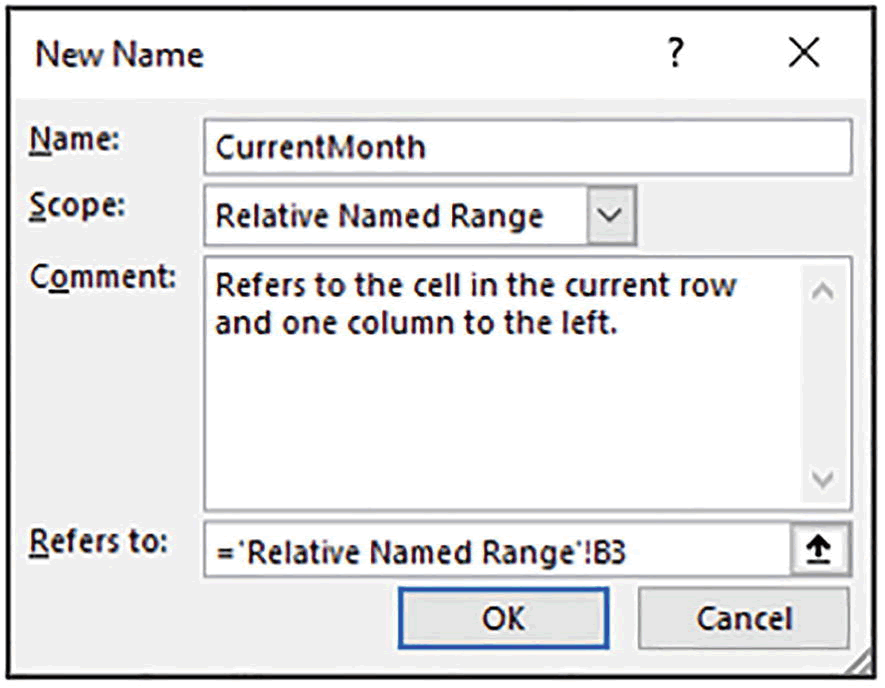 New Name ?
Name: CurrentMonth
Scope: Relative Named Range
Comment: Refers to the cell in the current row
and one column to the left.
Refers to: ='Relative Named Range'!B3
OK Cancel